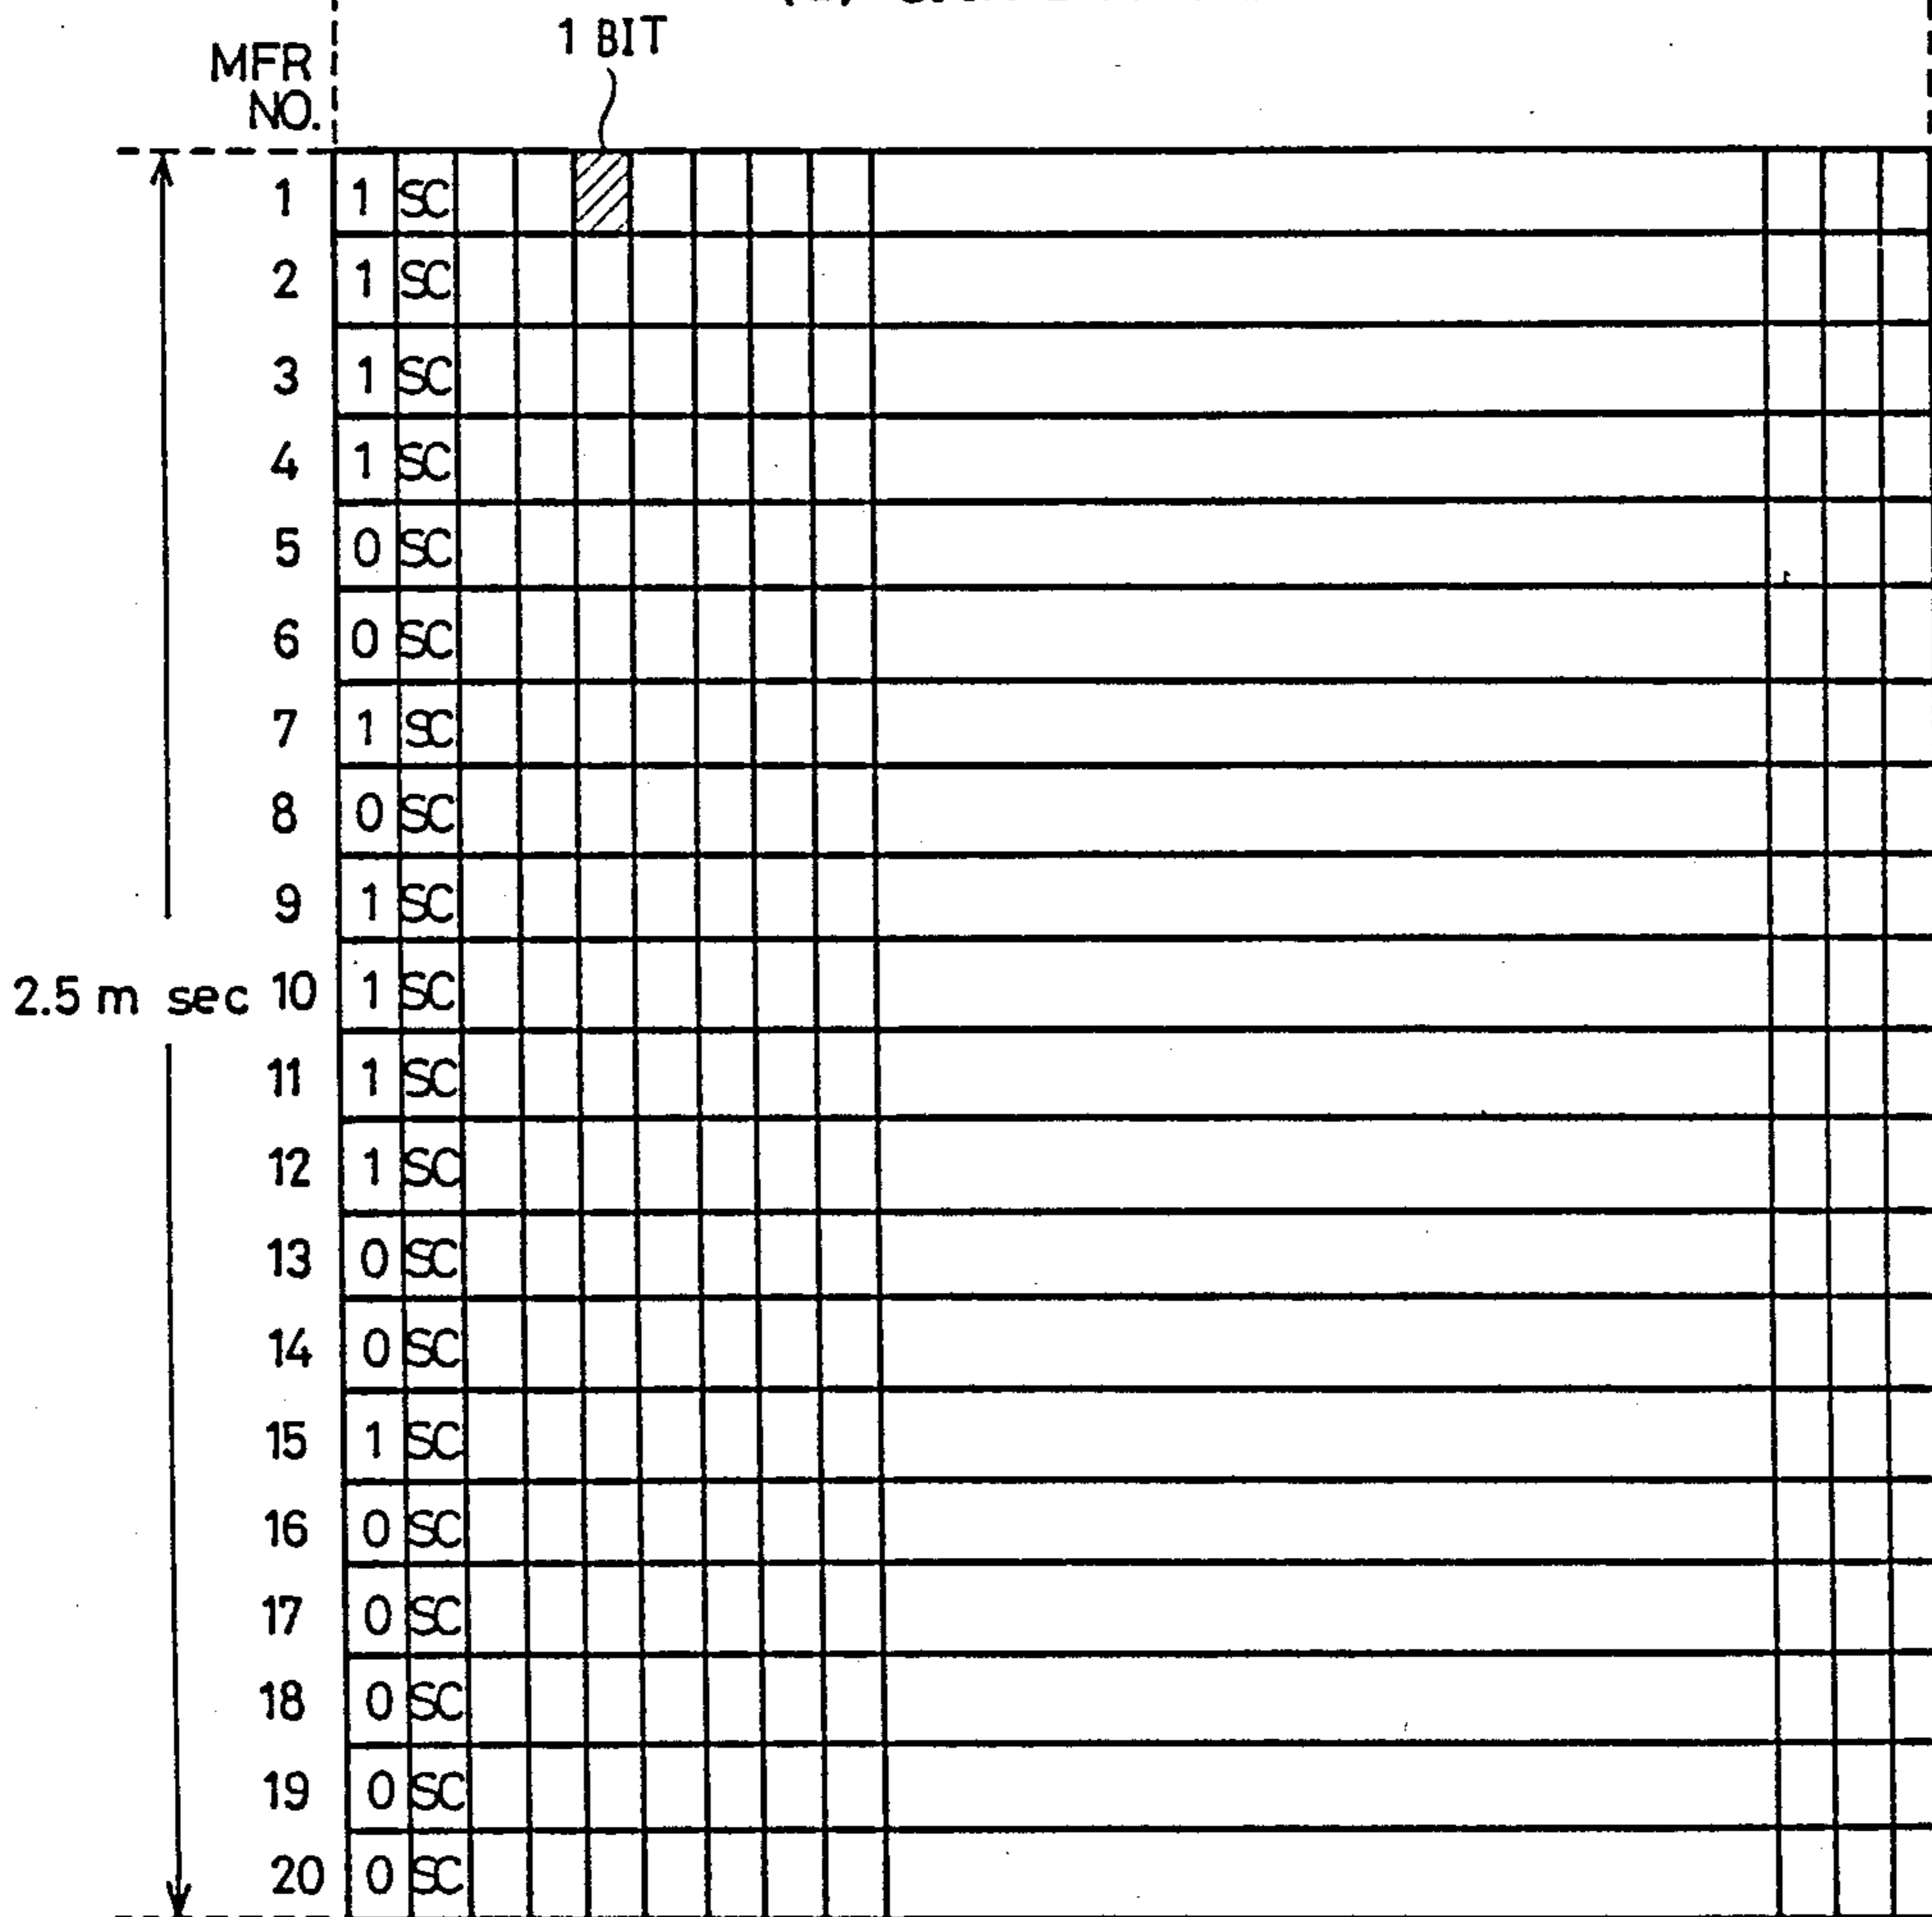 1 BIT
MFR
NO.
1 1 SC
2 1 SC
3 1 SC
4 1 SC
5 0 SC
6 0 SC
7 1 SC
8 0 SC
9 1 SC
2.5 m sec 10 1 SC
11 1 SC
12 1 SC
13 0 SC
14 0 SC
15 1 SC
16 0 SC
17 0 SC
18 0 SC
19 0 SC
20 0 SC